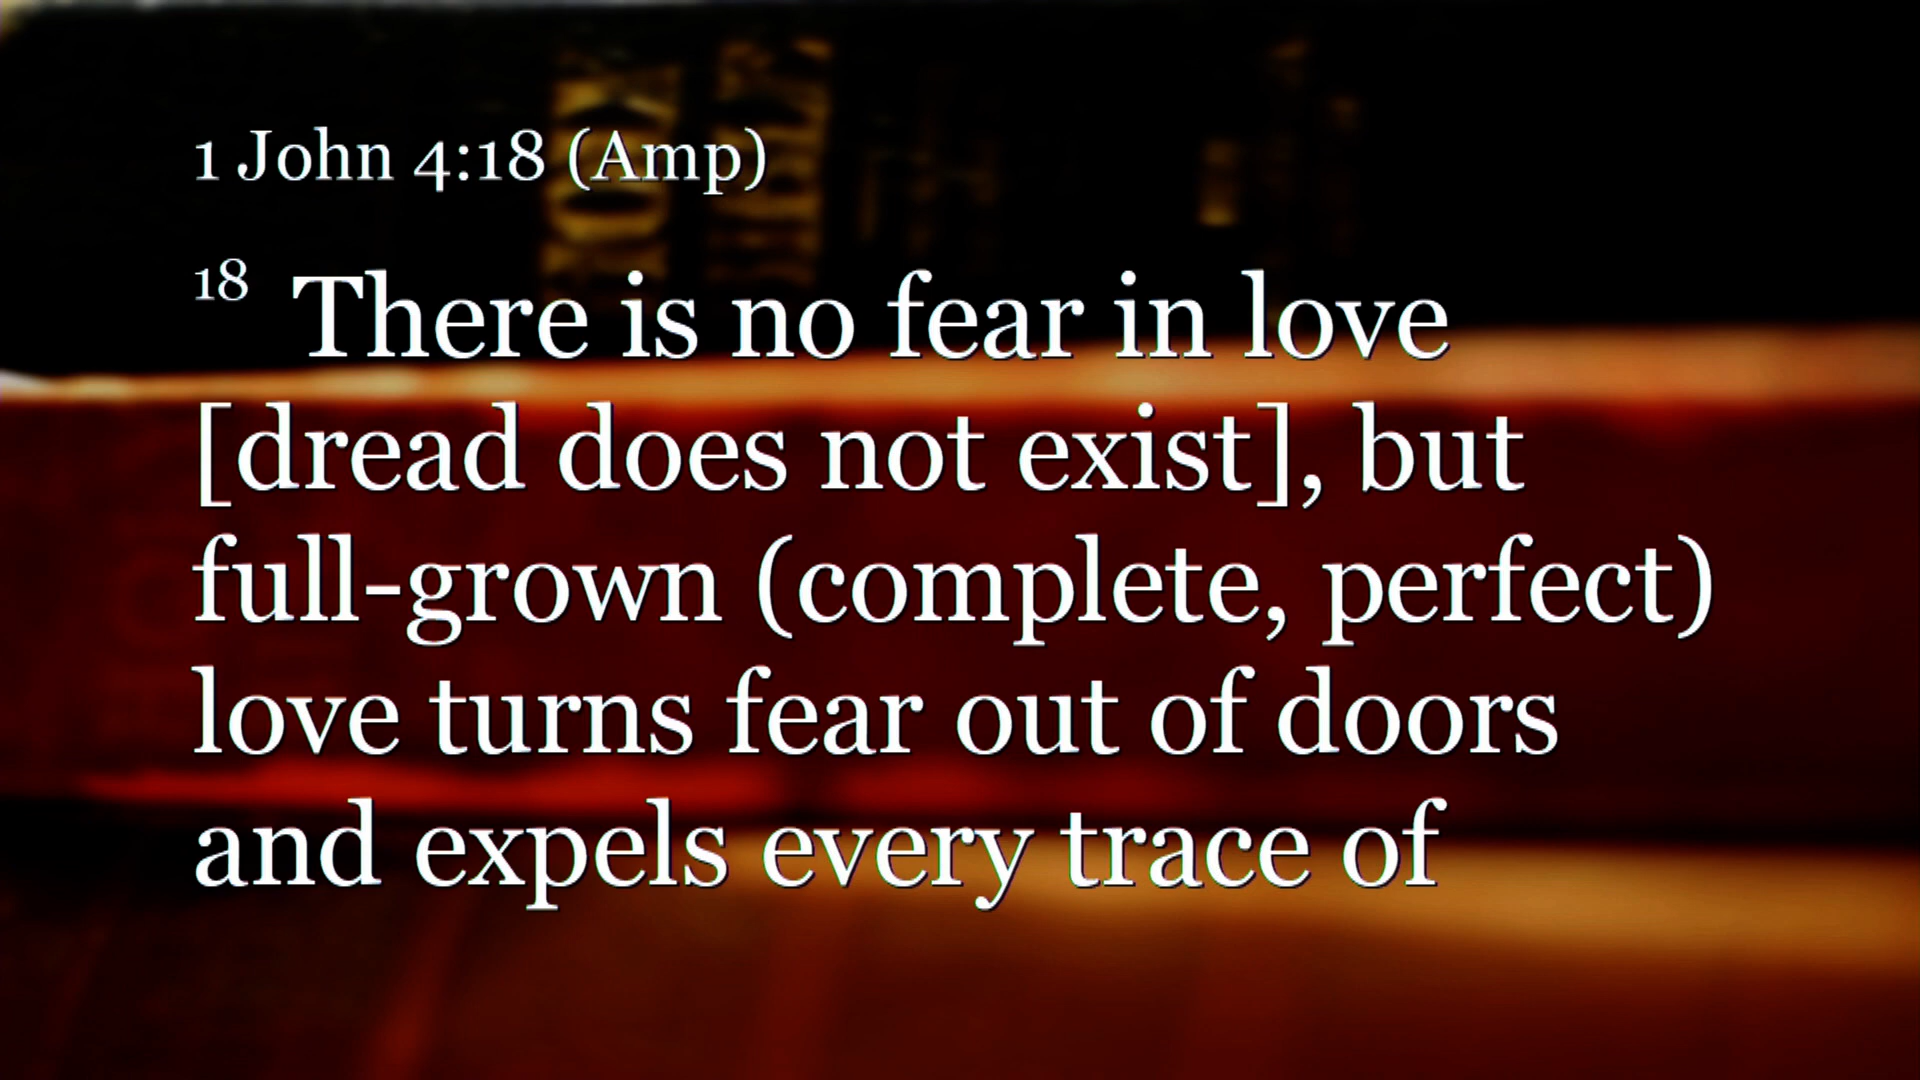 1 John 4:18 (Amp)
18 There is no fear in love
[dread does not exist], but
full-grown (complete, perfect)
love turns fear out of doors
and expels every trace of